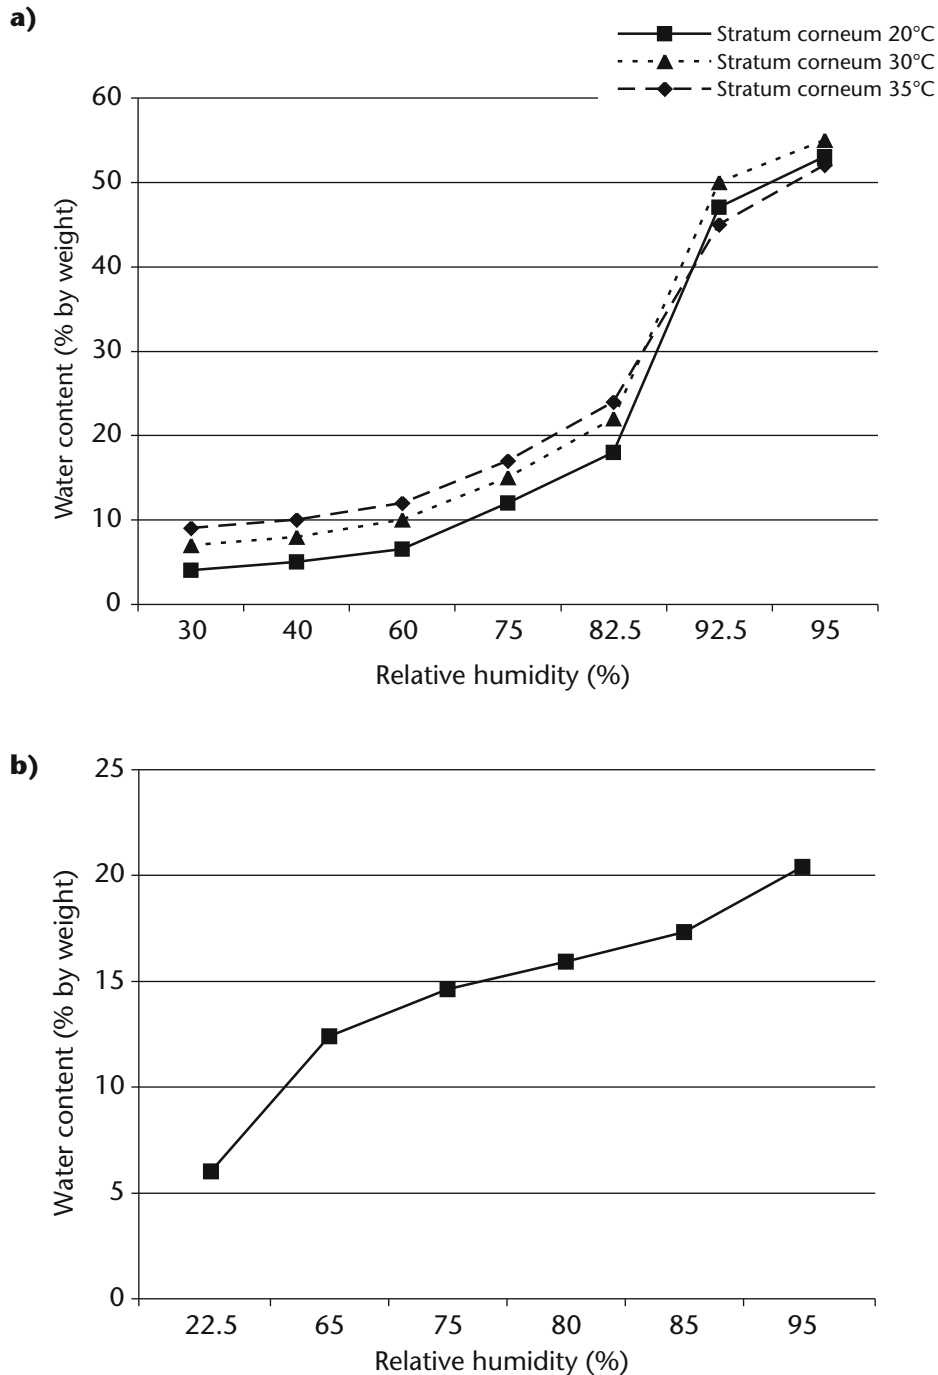 a)
Stratum corneum 20°C
Stratum corneum 30°C
Stratum corneum 35°C
60
50
40
30
20
10
0
Water content (% by weight)
30 40 60 75 82.5 92.5 95
Relative humidity (%)
b)
25
20
15
10
5
0
Water content (% by weight)
22.5 65 75 80 85 95
Relative humidity (%)